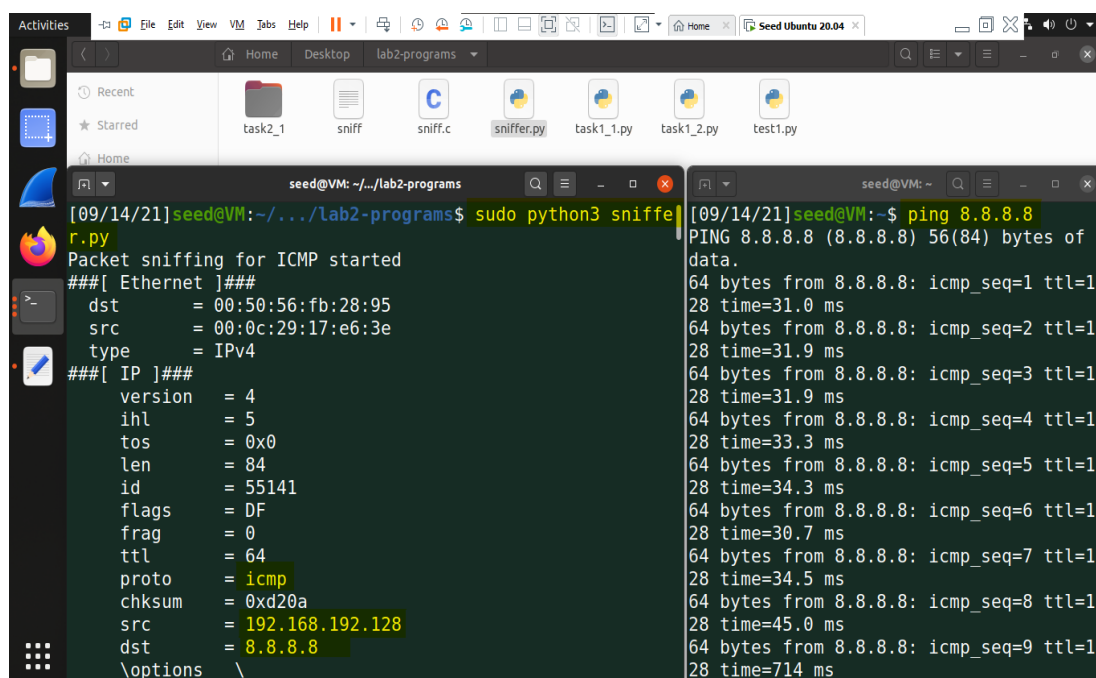 Activities
File Edit View VM Tabs Help
Home
Seed Ubuntu 20.04
Home Desktop lab2-programs
Recent
Starred
Home
task2_1 sniff sniff.c sniffer.py task1_1.py task1_2.py test1.py
seed@VM: ~/.../lab2-programs
[09/14/21]seed@VM:~/.../lab2-programs$ sudo python3 sniffe
r.py
Packet sniffing for ICMP started
###[ Ethernet ]###
dst = 00:50:56:fb:28:95
src = 00:0c:29:17:e6:3e
type = IPv4
###[ IP ]###
version = 4
ihl = 5
tos = 0x0
len = 84
id = 55141
flags = DF
frag = 0
ttl = 64
proto = icmp
chksum = 0xd20a
src = 192.168.192.128
dst = 8.8.8.8
\options \
seed@VM: ~
[09/14/21]seed@VM:~$ ping 8.8.8.8
PING 8.8.8.8 (8.8.8.8) 56(84) bytes of
data.
64 bytes from 8.8.8.8: icmp_seq=1 ttl=1
28 time=31.0 ms
64 bytes from 8.8.8.8: icmp_seq=2 ttl=1
28 time=31.9 ms
64 bytes from 8.8.8.8: icmp_seq=3 ttl=1
28 time=31.9 ms
64 bytes from 8.8.8.8: icmp_seq=4 ttl=1
28 time=33.3 ms
64 bytes from 8.8.8.8: icmp_seq=5 ttl=1
28 time=34.3 ms
64 bytes from 8.8.8.8: icmp_seq=6 ttl=1
28 time=30.7 ms
64 bytes from 8.8.8.8: icmp_seq=7 ttl=1
28 time=34.5 ms
64 bytes from 8.8.8.8: icmp_seq=8 ttl=1
28 time=45.0 ms
64 bytes from 8.8.8.8: icmp_seq=9 ttl=1
28 time=714 ms